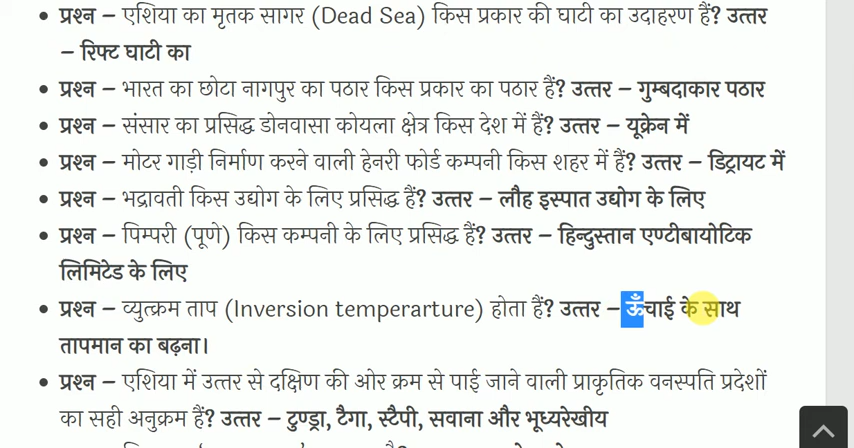 • प्रश्न – एशिया का मृतक सागर (Dead Sea) किस प्रकार की घाटी का उदाहरण हैं? उत्तर
– रिफ्ट घाटी का
• प्रश्न – भारत का छोटा नागपुर का पठार किस प्रकार का पठार हैं? उत्तर – गुम्बदाकार पठार
• प्रश्न – संसार का प्रसिद्ध डोनवासा कोयला क्षेत्र किस देश में हैं? उत्तर – यूक्रेन में
• प्रश्न – मोटर गाड़ी निर्माण करने वाली हेनरी फोर्ड कम्पनी किस शहर में हैं? उत्तर – डिट्रायट में
• प्रश्न – भद्रावती किस उद्योग के लिए प्रसिद्ध हैं? उत्तर – लौह इस्पात उद्योग के लिए
• प्रश्न – पिम्परी (पूणे) किस कम्पनी के लिए प्रसिद्ध हैं? उत्तर – हिन्दुस्तान एण्टीबायोटिक
लिमिटेड के लिए
• प्रश्न – व्युत्क्रम ताप (Inversion temperarture) होता हैं? उत्तर – ऊँचाई के साथ
तापमान का बढ़ना।
• प्रश्न – एशिया में उत्तर से दक्षिण की ओर क्रम से पाई जाने वाली प्राकृतिक वनस्पति प्रदेशों
का सही अनुक्रम हैं? उत्तर – टुण्ड्रा, टैगा, स्टैपी, सवाना और भूध्यरेखीय